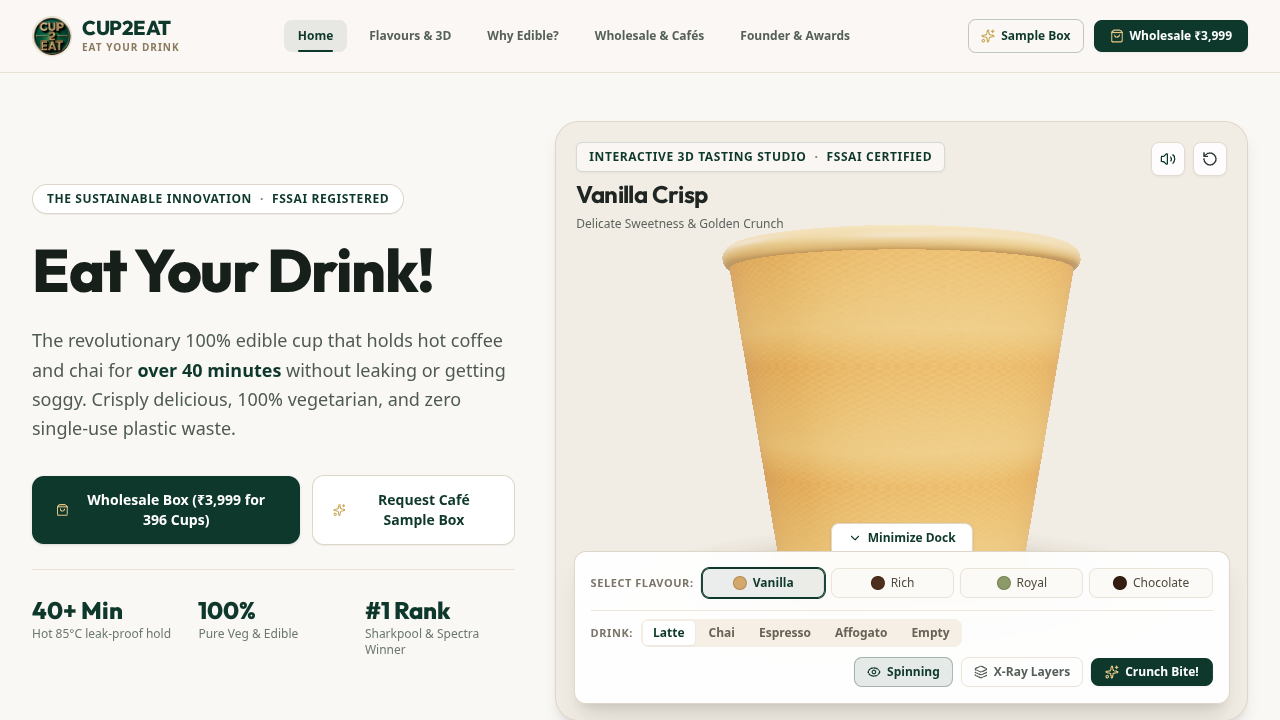 CUP
2
EAT
CUP2EAT
EAT YOUR DRINK
Home
Flavours & 3D
Why Edible?
Wholesale & Cafés
Founder & Awards
Sample Box
Wholesale ₹3,999
THE SUSTAINABLE INNOVATION · FSSAI REGISTERED
Eat Your Drink!
The revolutionary 100% edible cup that holds hot coffee
and chai for over 40 minutes without leaking or getting
soggy. Crisply delicious, 100% vegetarian, and zero
single-use plastic waste.
Wholesale Box (₹3,999 for
396 Cups)
Request Café
Sample Box
40+ Min
Hot 85°C leak-proof hold
100%
Pure Veg & Edible
#1 Rank
Sharkpool & Spectra
Winner
INTERACTIVE 3D TASTING STUDIO · FSSAI CERTIFIED
Vanilla Crisp
Delicate Sweetness & Golden Crunch
Minimize Dock
SELECT FLAVOUR:
Vanilla
Rich
Royal
Chocolate
DRINK:
Latte
Chai
Espresso
Affogato
Empty
Spinning
X-Ray Layers
Crunch Bite!